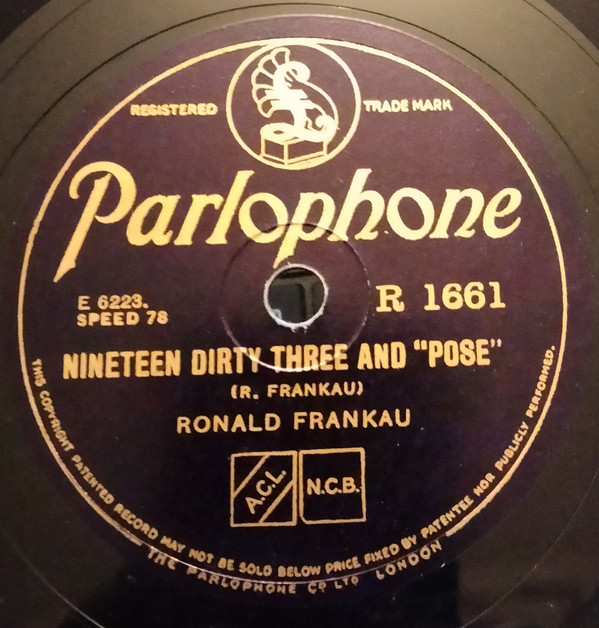 REGISTERED TRADE MARK
Parlophone
E 6223.
SPEED 78
R 1661
NINETEEN DIRTY THREE AND "POSE"
(R. FRANKAU)
RONALD FRANKAU
A.C.L. N.C.B.
THIS COPYRIGHT PATENTED RECORD MAY NOT BE SOLD BELOW PRICE FIXED BY PATENTEE NOR PUBLICLY PERFORMED.
THE PARLOPHONE CO LTD LONDON